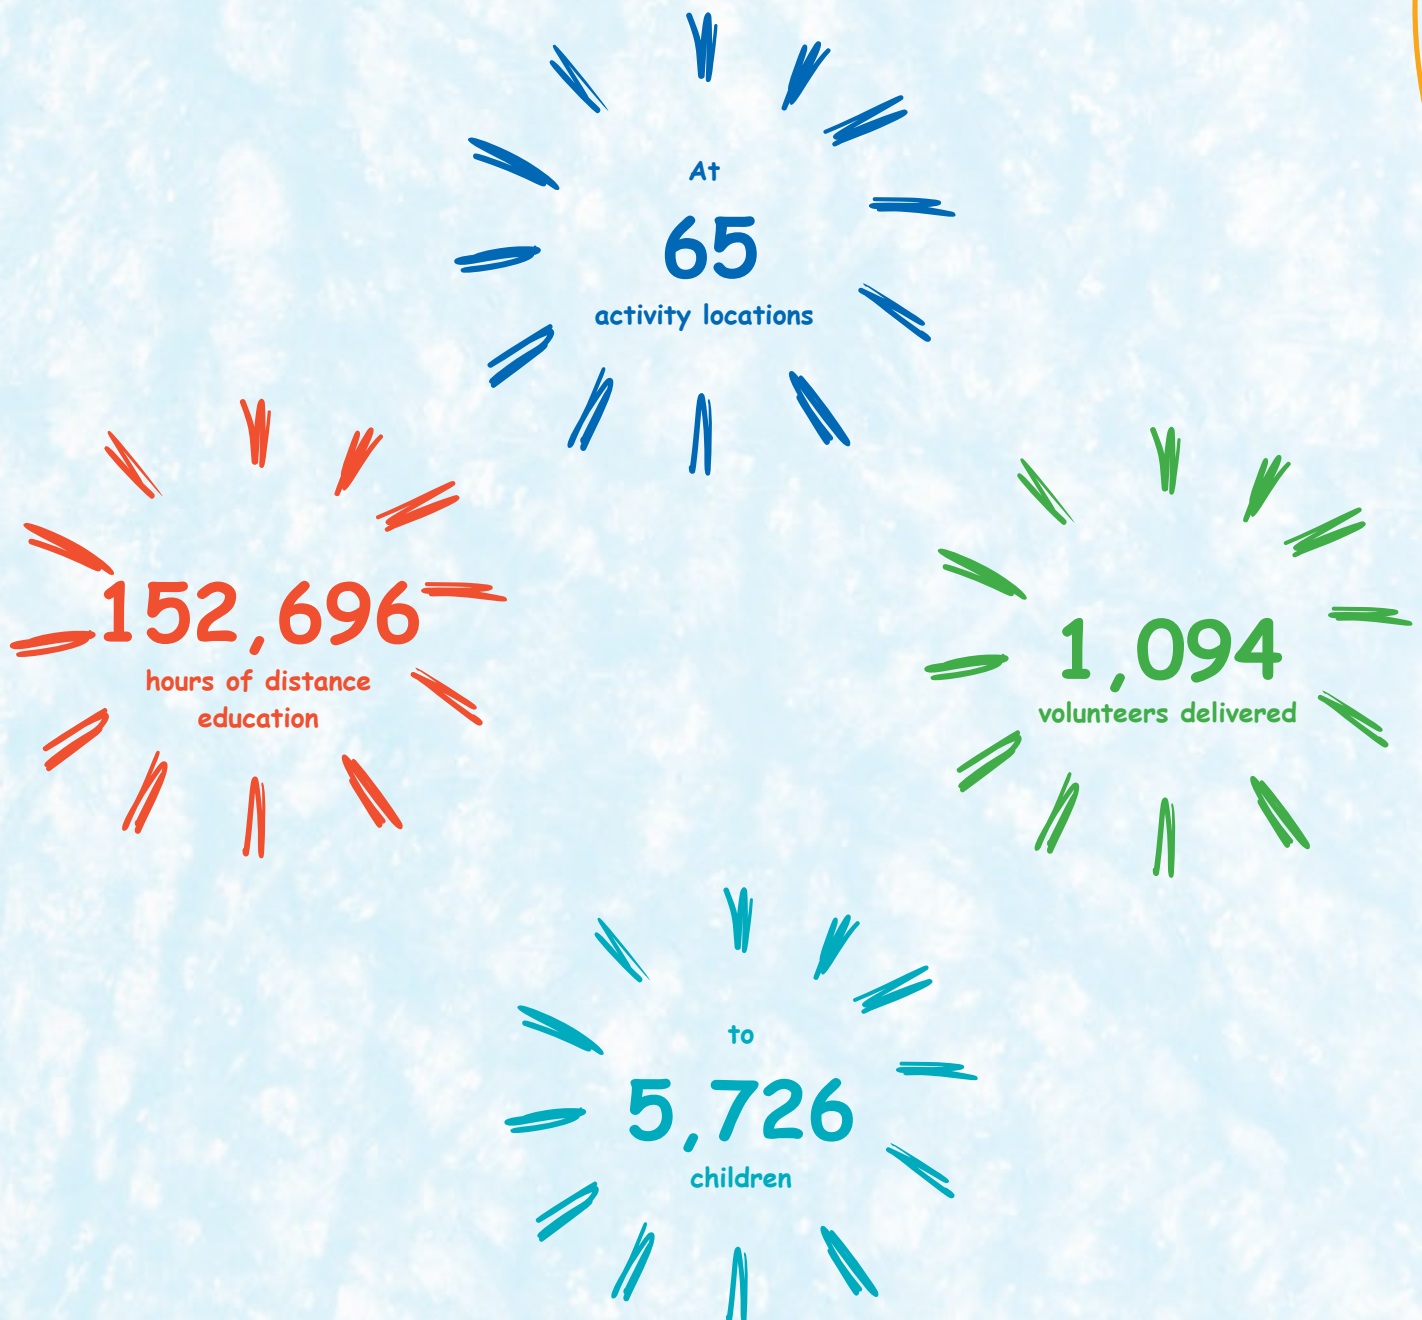 At
65
activity locations
152,696
hours of distance
education
1,094
volunteers delivered
to
5,726
children